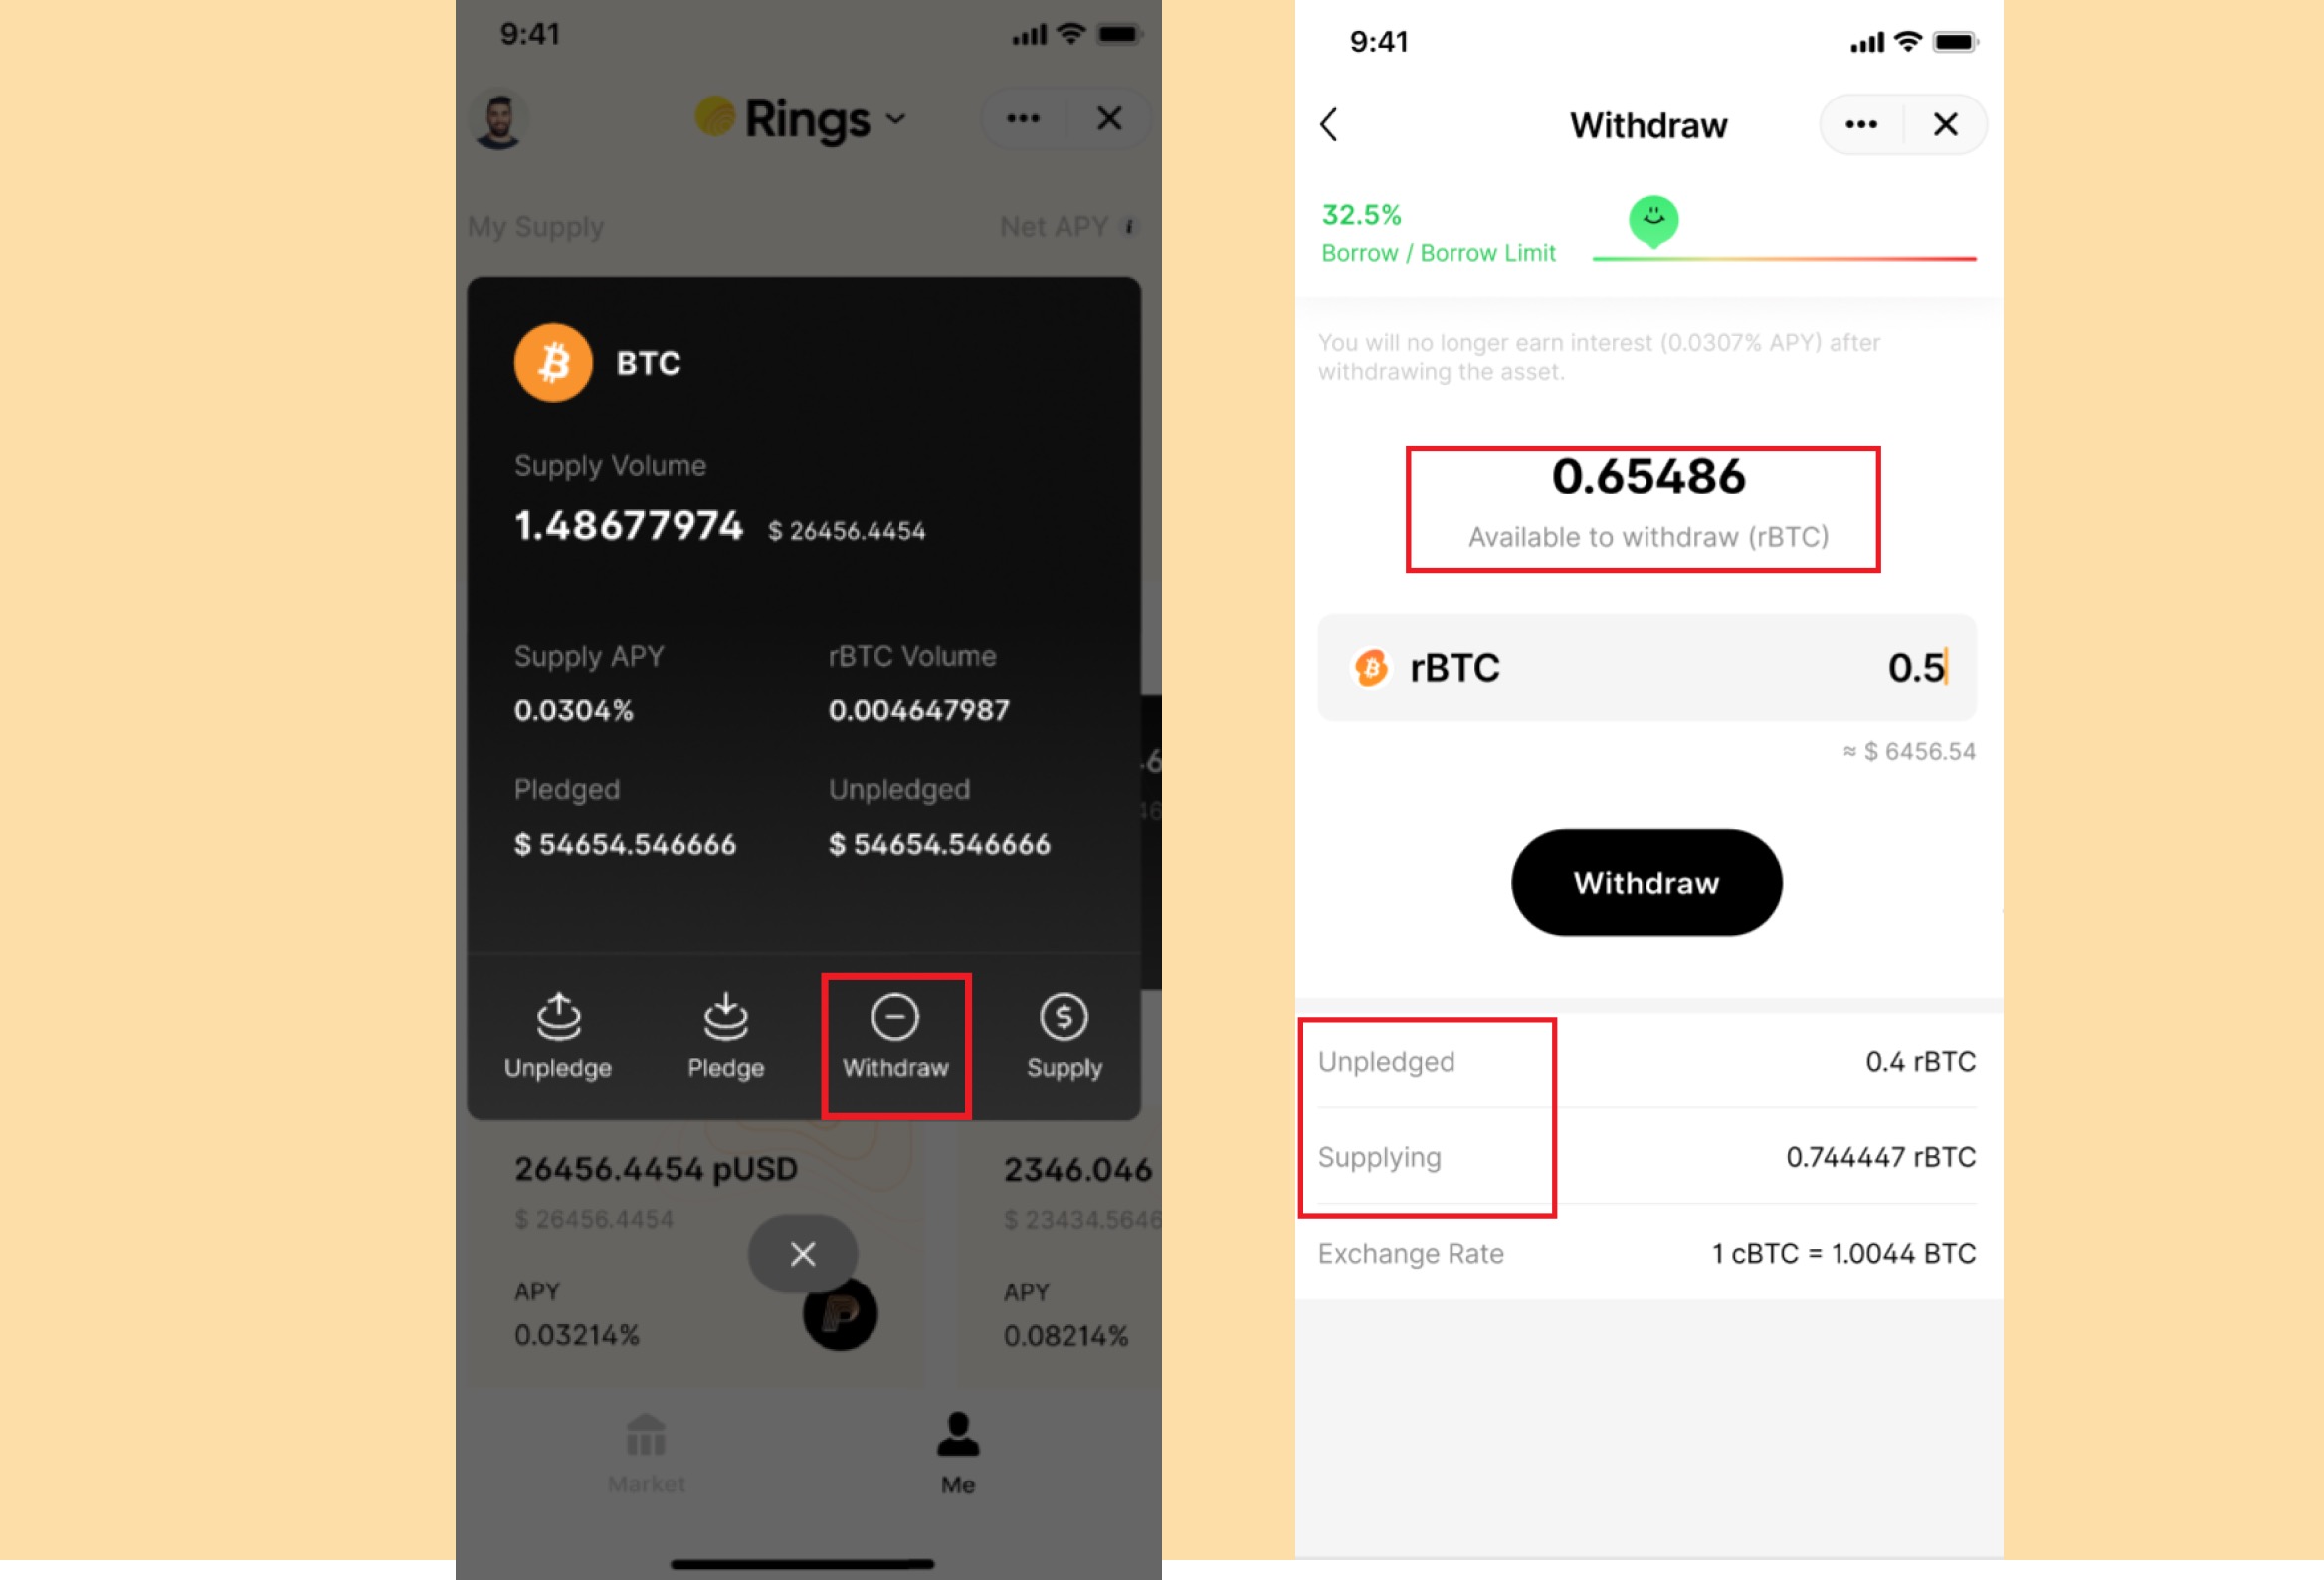 9:41
Rings
My Supply
Net APY i
BTC
Supply Volume
1.48677974 $ 26456.4454
Supply APY
rBTC Volume
0.0304%
0.004647987
Pledged
Unpledged
$ 54654.546666
$ 54654.546666
Unpledge
Pledge
Withdraw
Supply
26456.4454 pUSD
2346.046
$ 26456.4454
$ 23434.5646
APY
APY
0.03214%
0.08214%
Market
Me
9:41
Withdraw
32.5%
Borrow / Borrow Limit
You will no longer earn interest (0.0307% APY) after
withdrawing the asset.
0.65486
Available to withdraw (rBTC)
rBTC 0.5
≈ $ 6456.54
Withdraw
Unpledged 0.4 rBTC
Supplying 0.744447 rBTC
Exchange Rate 1 cBTC = 1.0044 BTC